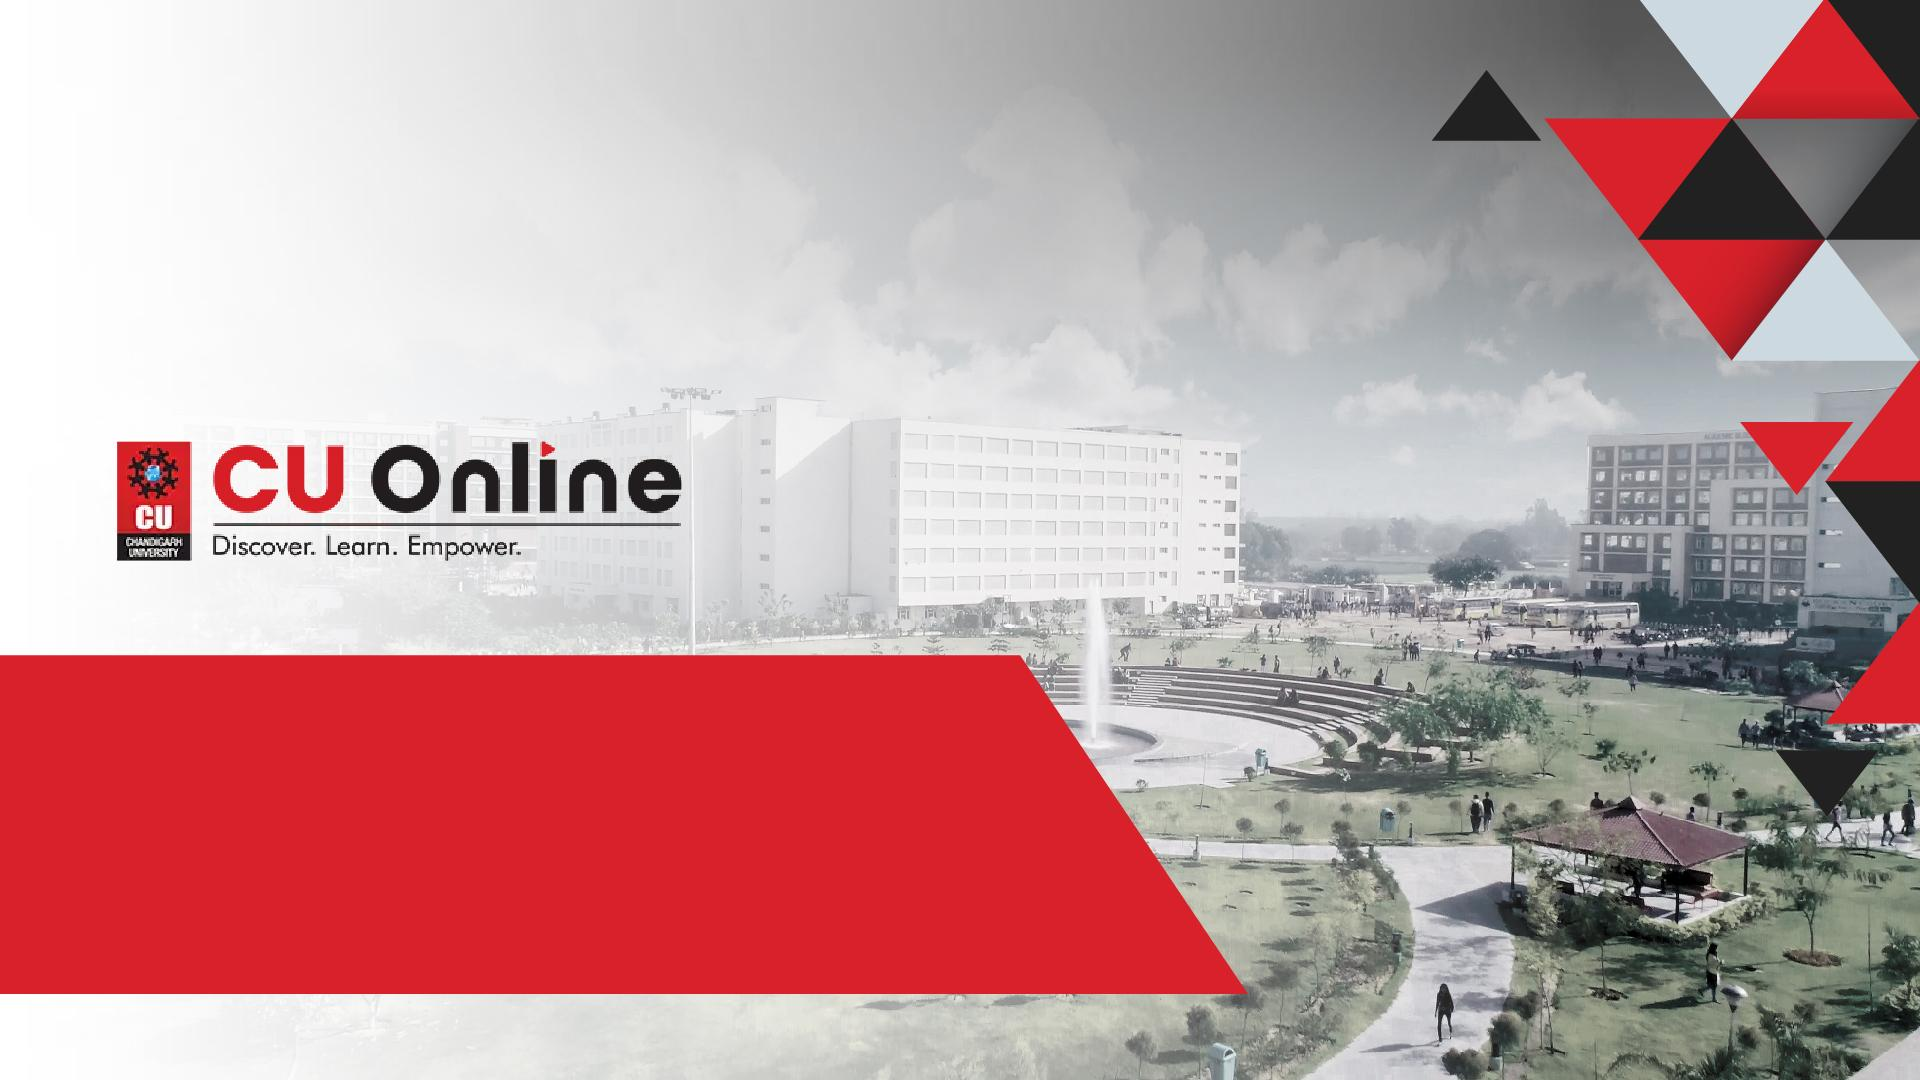 CU
CHANDIGARH
UNIVERSITY
CU Online
Discover. Learn. Empower.